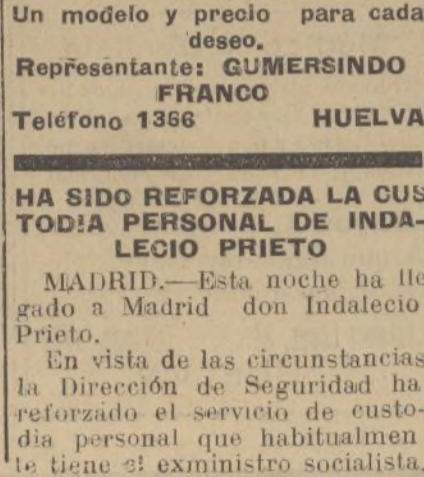 Un modelo y precio para cada
deseo.
Representante: GUMERSINDO
FRANCO
Teléfono 1366 HUELVA
HA SIDO REFORZADA LA CUS
TODIA PERSONAL DE INDA-
LECIO PRIETO
MADRID.—Esta noche ha lle
gado a Madrid don Indalecio
Prieto.
En vista de las circunstancias
la Dirección de Seguridad ha
reforzado el servicio de custo-
dia personal que habitualmen
te tiene el exministro socialista,